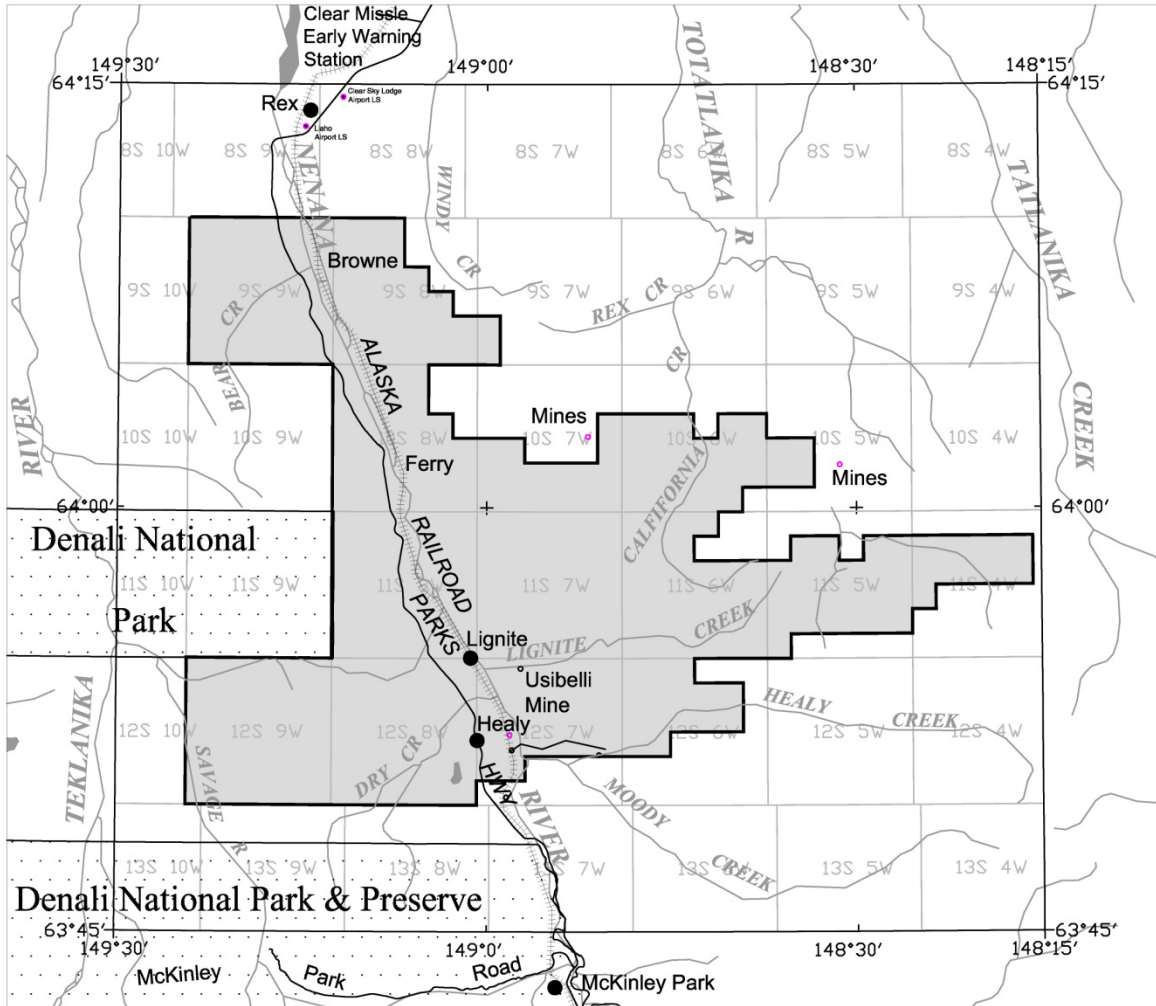 Clear Missle
Early Warning
Station
149°30'
149°00'
148°30'
148°15'
64°15'
64°15'
TOTATLANIKA
R
Clear Sky Lodge
Airport LS
Rex
Liaho
Airport LS
8S 10W
8S 9W
8S 8W
8S 7W
8S 6W
8S 5W
8S 4W
NENANA
WINDY
CR
TATLANIKA
CREEK
Browne
9S 10W
9S 9W
9S 8W
9S 7W
9S 6W
9S 5W
9S 4W
REX CR
BEAR
CR
ALASKA
RAILROAD
CALFIFORNIA
CR
RIVER
Mines
10S 10W
10S 9W
10S 8W
10S 7W
10S 6W
10S 5W
10S 4W
Ferry
Mines
64°00'
64°00'
Denali National
Park
11S 10W
11S 9W
11S 8W
11S 7W
11S 6W
11S 5W
11S 4W
PARKS
HWY
Lignite
LIGNITE
CREEK
Usibelli
Mine
HEALY
CREEK
Healy
12S 10W
12S 9W
12S 8W
12S 7W
12S 6W
12S 5W
12S 4W
TEKLANIKA
SAVAGE
R
DRY CR
RIVER
MOODY
CREEK
13S 10W
13S 9W
13S 8W
S 7W
13S 6W
13S 5W
13S 4W
Denali National Park & Preserve
63°45'
63°45'
149°30'
149°0'
148°30'
148°15'
McKinley
Park
Road
McKinley Park